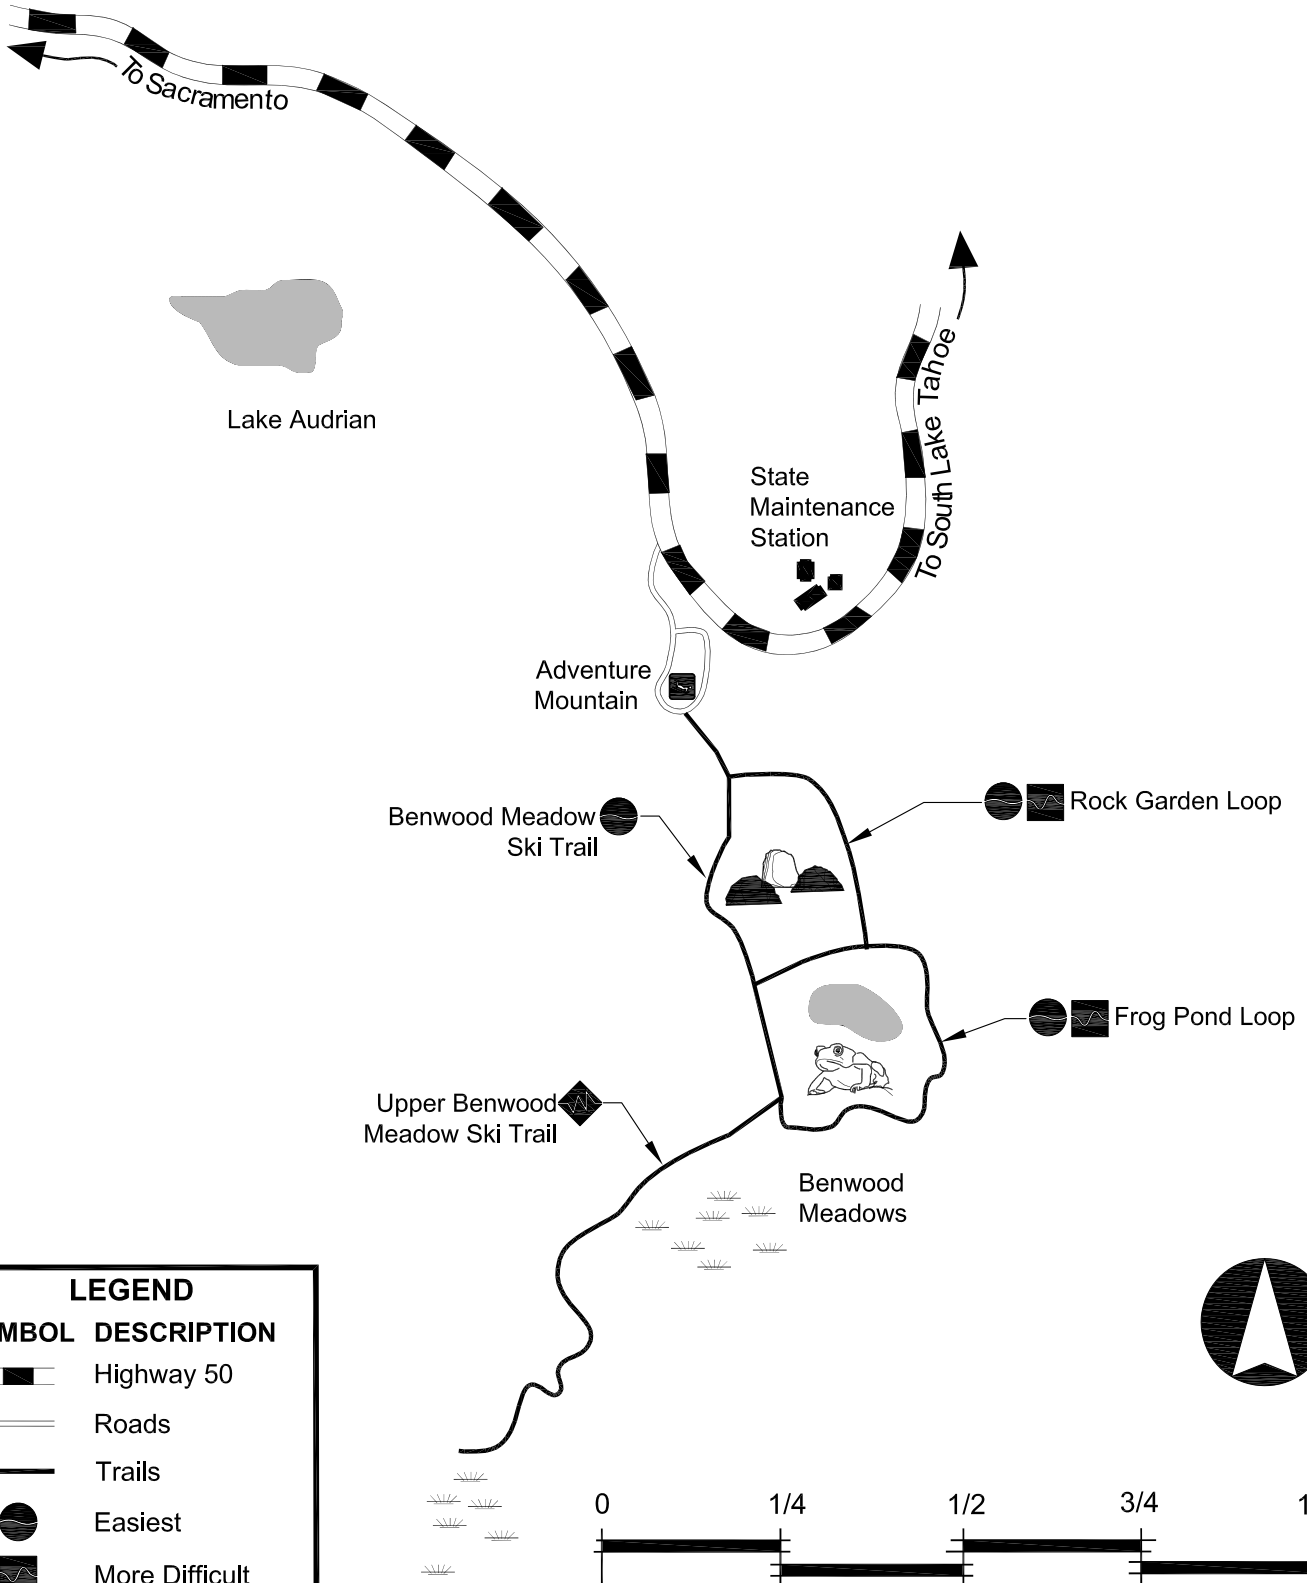 To Sacramento
To South Lake Tahoe
Lake Audrian
State
Maintenance
Station
Adventure
Mountain
Benwood Meadow
Ski Trail
Rock Garden Loop
Frog Pond Loop
Upper Benwood
Meadow Ski Trail
Benwood
Meadows
LEGEND
MBOL DESCRIPTION
Highway 50
Roads
Trails
Easiest
More Difficult
0 1/4 1/2 3/4 1